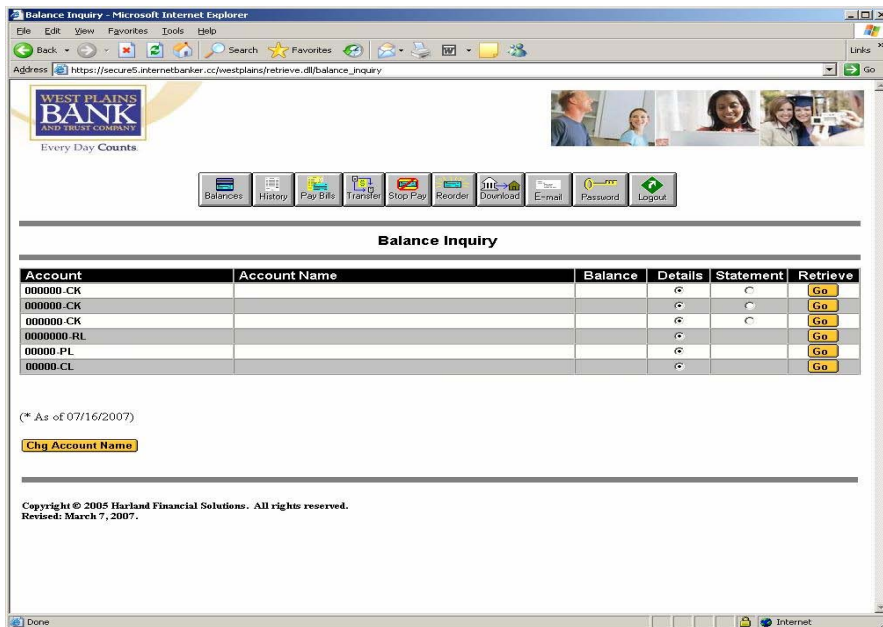 Balance Inquiry - Microsoft Internet Explorer
File Edit View Favorites Tools Help
Back Search Favorites Links
Address https://secure5.internetbanker.cc/westplains/retrieve.dll/balance_inquiry Go
WEST PLAINS
BANK
AND TRUST COMPANY
Every Day Counts.
Balances History Pay Bills Transfer Stop Pay Reorder Download E-mail Password Logout
Balance Inquiry
Account Account Name Balance Details Statement Retrieve
000000-CK Go
000000-CK Go
000000-CK Go
0000000-RL Go
00000-PL Go
00000-CL Go
(* As of 07/16/2007)
Chg Account Name
Copyright © 2005 Harland Financial Solutions. All rights reserved.
Revised: March 7, 2007.
Done Internet